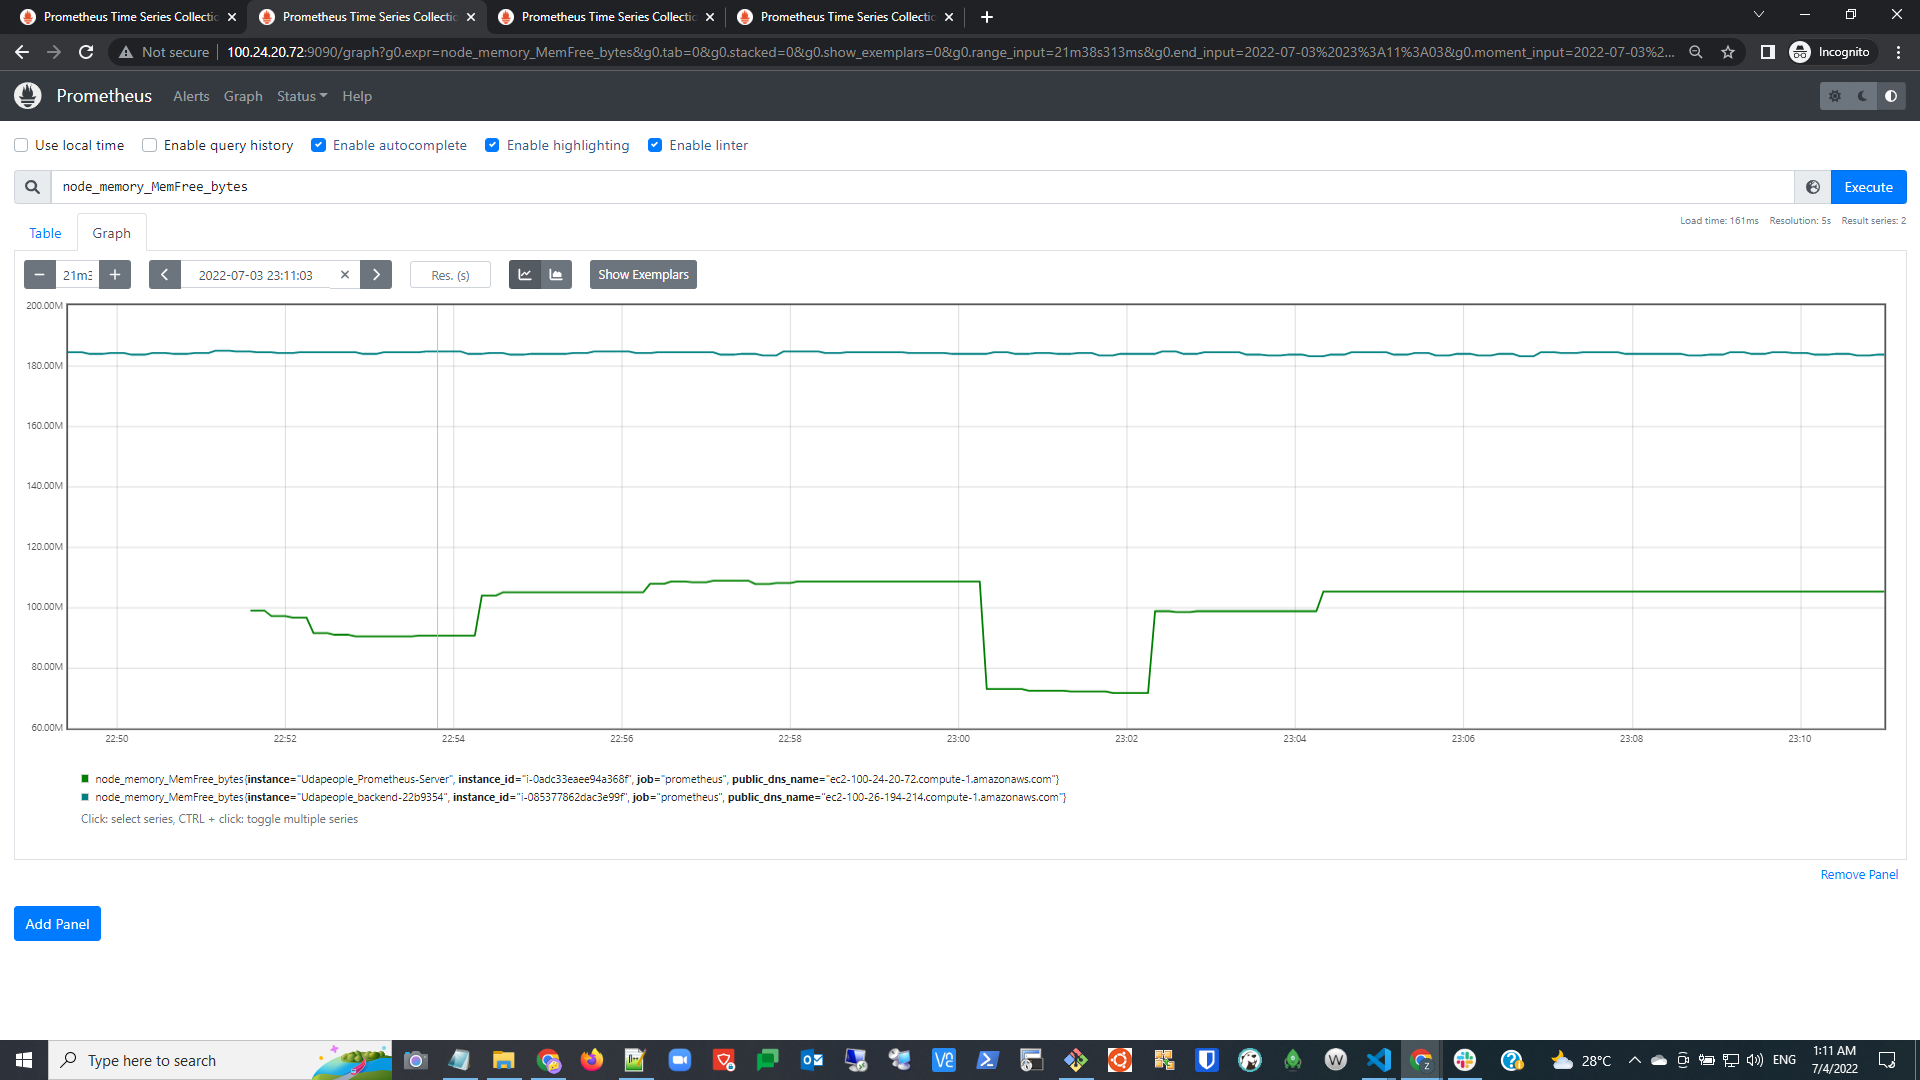 Prometheus Time Series Collectio
Prometheus Time Series Collectio
Prometheus Time Series Collectio
Prometheus Time Series Collectio
Not secure
100.24.20.72:9090/graph?g0.expr=node_memory_MemFree_bytes&g0.tab=0&g0.stacked=0&g0.show_exemplars=0&g0.range_input=21m38s313ms&g0.end_input=2022-07-03%2023%3A11%3A03&g0.moment_input=2022-07-03%2...
Incognito
Prometheus Alerts Graph Status Help
Use local time Enable query history Enable autocomplete Enable highlighting Enable linter
node_memory_MemFree_bytes
Execute
Table Graph
Load time: 161ms Resolution: 5s Result series: 2
21m3
2022-07-03 23:11:03
Res. (s)
Show Exemplars
200.00M
180.00M
160.00M
140.00M
120.00M
100.00M
80.00M
60.00M
22:50 22:52 22:54 22:56 22:58 23:00 23:02 23:04 23:06 23:08 23:10
node_memory_MemFree_bytes{instance="Udapeople_Prometheus-Server", instance_id="i-0adc33eaee94a368f", job="prometheus", public_dns_name="ec2-100-24-20-72.compute-1.amazonaws.com"}
node_memory_MemFree_bytes{instance="Udapeople_backend-22b9354", instance_id="i-085377862dac3e99f", job="prometheus", public_dns_name="ec2-100-26-194-214.compute-1.amazonaws.com"}
Click: select series, CTRL + click: toggle multiple series
Remove Panel
Add Panel
Type here to search
28°C
ENG
1:11 AM
7/4/2022